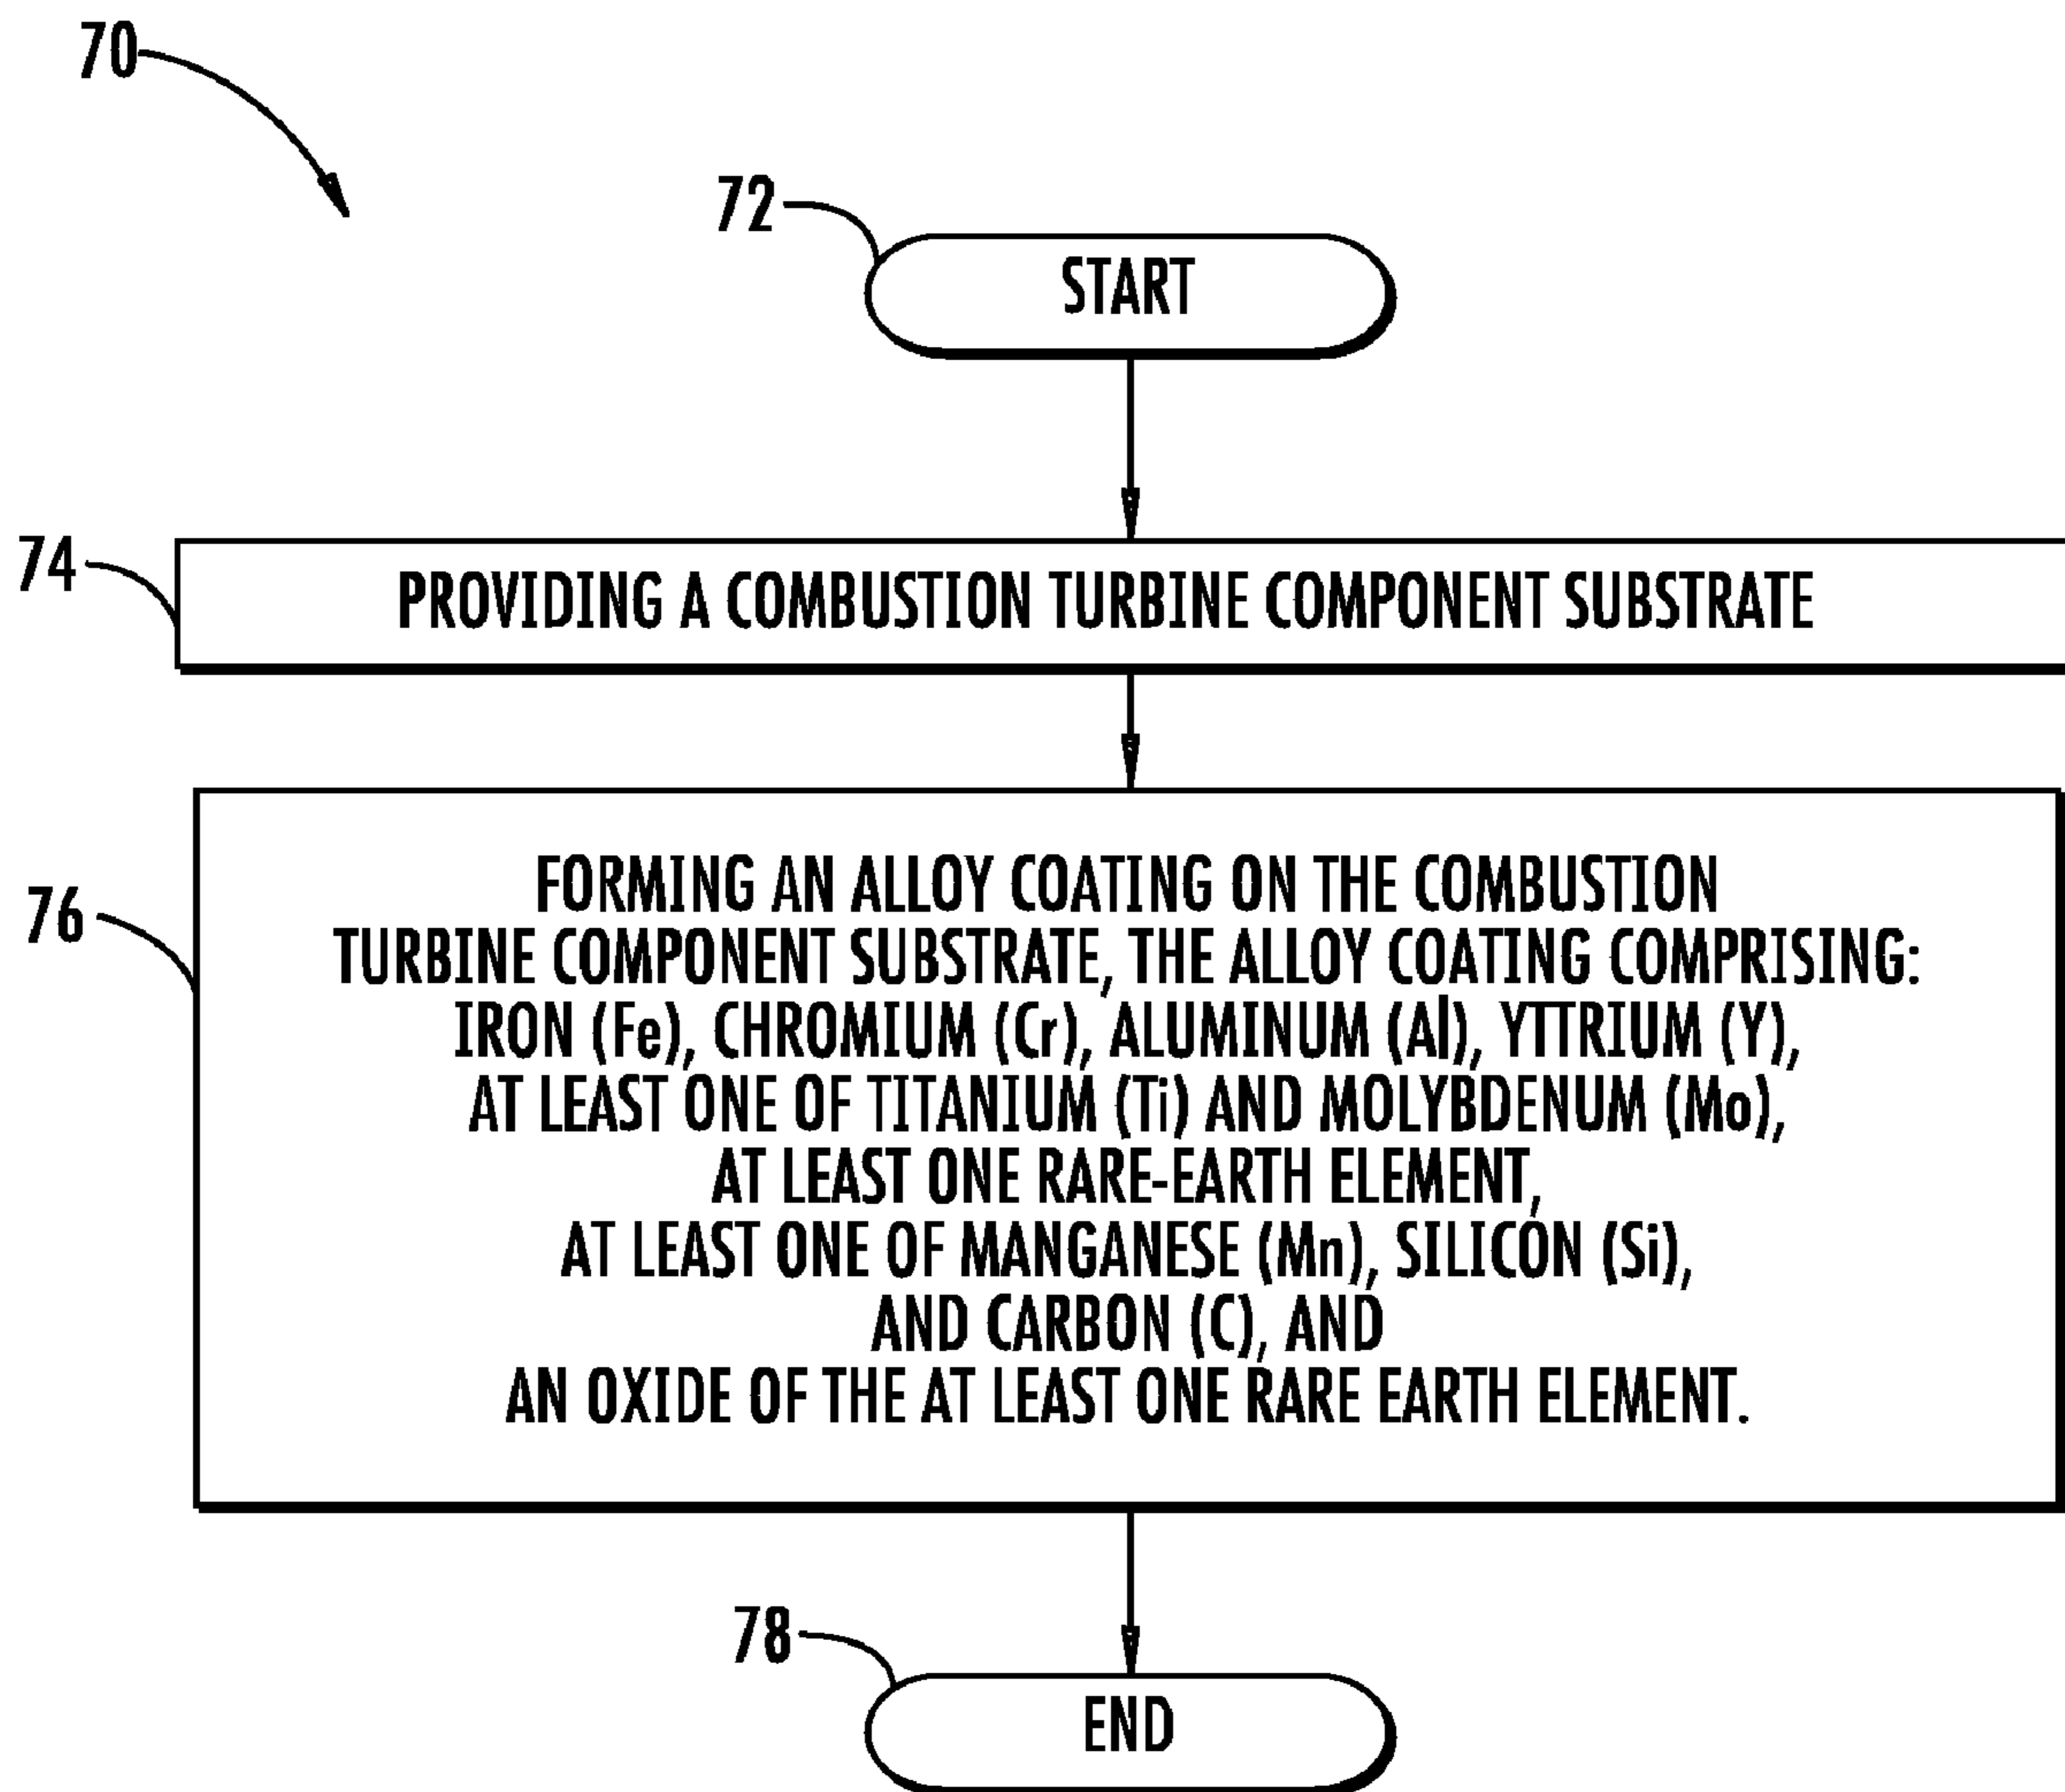 70
72
START
74
PROVIDING A COMBUSTION TURBINE COMPONENT SUBSTRATE
76
FORMING AN ALLOY COATING ON THE COMBUSTION
TURBINE COMPONENT SUBSTRATE, THE ALLOY COATING COMPRISING:
IRON (Fe), CHROMIUM (Cr), ALUMINUM (Al), YTTRIUM (Y),
AT LEAST ONE OF TITANIUM (Ti) AND MOLYBDENUM (Mo),
AT LEAST ONE RARE-EARTH ELEMENT,
AT LEAST ONE OF MANGANESE (Mn), SILICON (Si),
AND CARBON (C), AND
AN OXIDE OF THE AT LEAST ONE RARE EARTH ELEMENT.
78
END